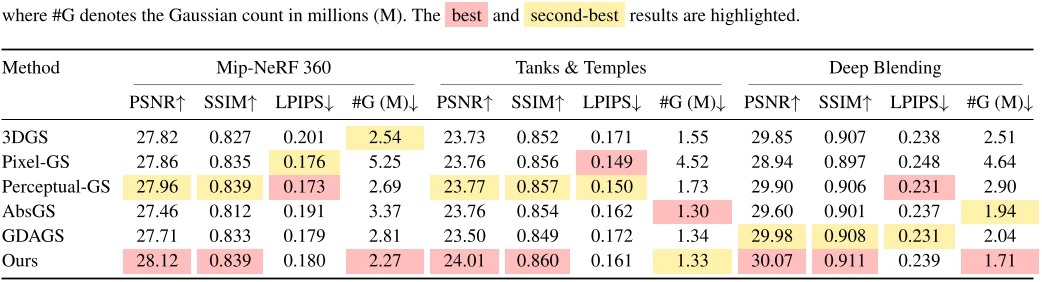 where #G denotes the Gaussian count in millions (M). The best and second-best results are highlighted.
Method Mip-NeRF 360 Tanks & Temples Deep Blending
PSNR↑ SSIM↑ LPIPS↓ #G (M)↓ PSNR↑ SSIM↑ LPIPS↓ #G (M)↓ PSNR↑ SSIM↑ LPIPS↓ #G (M)↓
3DGS 27.82 0.827 0.201 2.54 23.73 0.852 0.171 1.55 29.85 0.907 0.238 2.51
Pixel-GS 27.86 0.835 0.176 5.25 23.76 0.856 0.149 4.52 28.94 0.897 0.248 4.64
Perceptual-GS 27.96 0.839 0.173 2.69 23.77 0.857 0.150 1.73 29.90 0.906 0.231 2.90
AbsGS 27.46 0.812 0.191 3.37 23.76 0.854 0.162 1.30 29.60 0.901 0.237 1.94
GDAGS 27.71 0.833 0.179 2.81 23.50 0.849 0.172 1.34 29.98 0.908 0.231 2.04
Ours 28.12 0.839 0.180 2.27 24.01 0.860 0.161 1.33 30.07 0.911 0.239 1.71